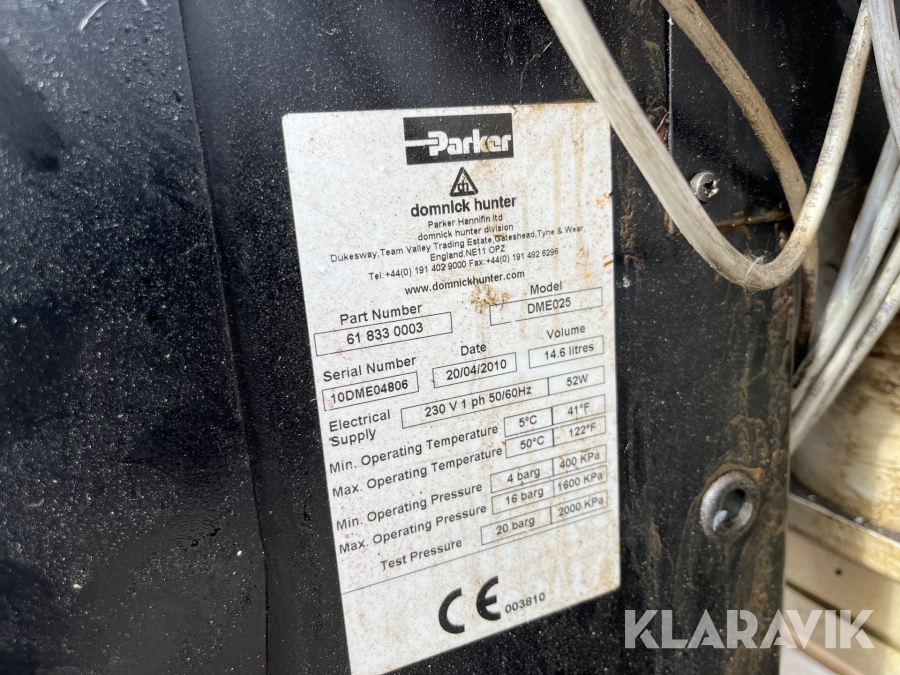 Parker
dh
domnick hunter
Parker Hannifin ltd
domnick hunter division
Dukesway, Team Valley Trading Estate, Gateshead, Tyne & Wear,
England, NE11 OPZ
Tel:+44(0) 191 402 9000 Fax:+44(0) 191 482 6296
www.domnickhunter.com
Part Number Model
61 833 0003 DME025
Serial Number Date Volume
10DME04806 20/04/2010 14.6 litres
Electrical Supply 230 V 1 ph 50/60Hz 52W
Min. Operating Temperature 5°C 41°F
Max. Operating Temperature 50°C 122°F
Min. Operating Pressure 4 barg 400 KPa
Max. Operating Pressure 16 barg 1600 KPa
Test Pressure 20 barg 2000 KPa
CE 003810
KLARAVIK